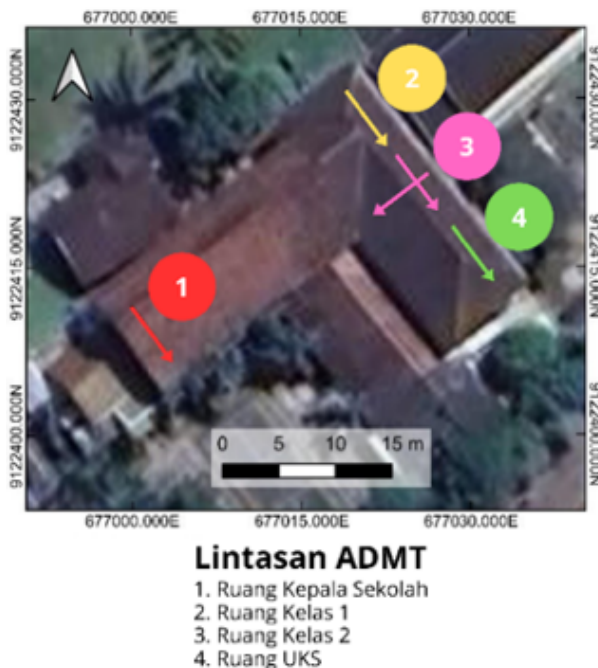 677000.000E 677015.000E 677030.000E
9122430.000N 9122430.000N
2
3
4
9122415.000N 9122415.000N
1
9122400.000N 9122400.000N
0 5 10 15 m
677000.000E 677015.000E 677030.000E
Lintasan ADMT
1. Ruang Kepala Sekolah
2. Ruang Kelas 1
3. Ruang Kelas 2
4. Ruang UKS